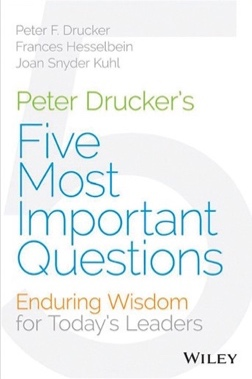 Peter F. Drucker
Frances Hesselbein
Joan Snyder Kuhl
Peter Drucker's
5
Five
Most
Important
Questions
Enduring Wisdom
for Today's Leaders
WILEY